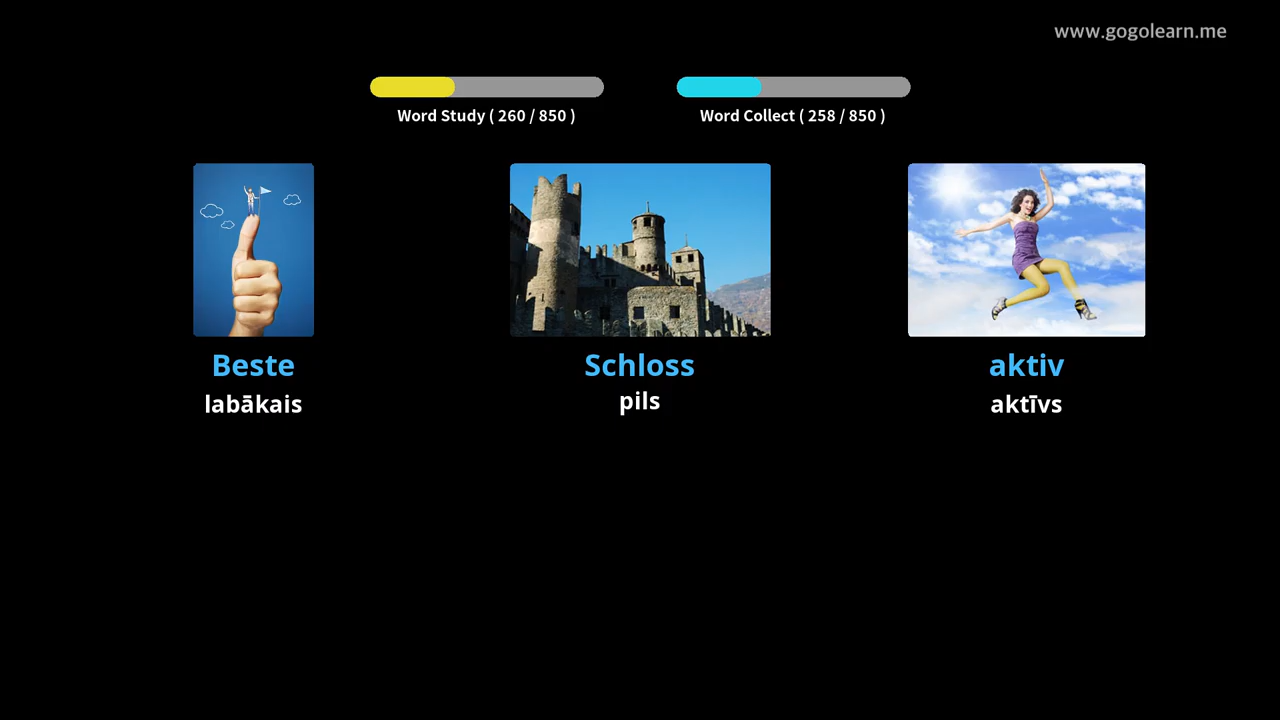 www.gogolearn.me
Word Study ( 260 / 850 )
Word Collect ( 258 / 850 )
Beste
labākais
Schloss
pils
aktiv
aktīvs